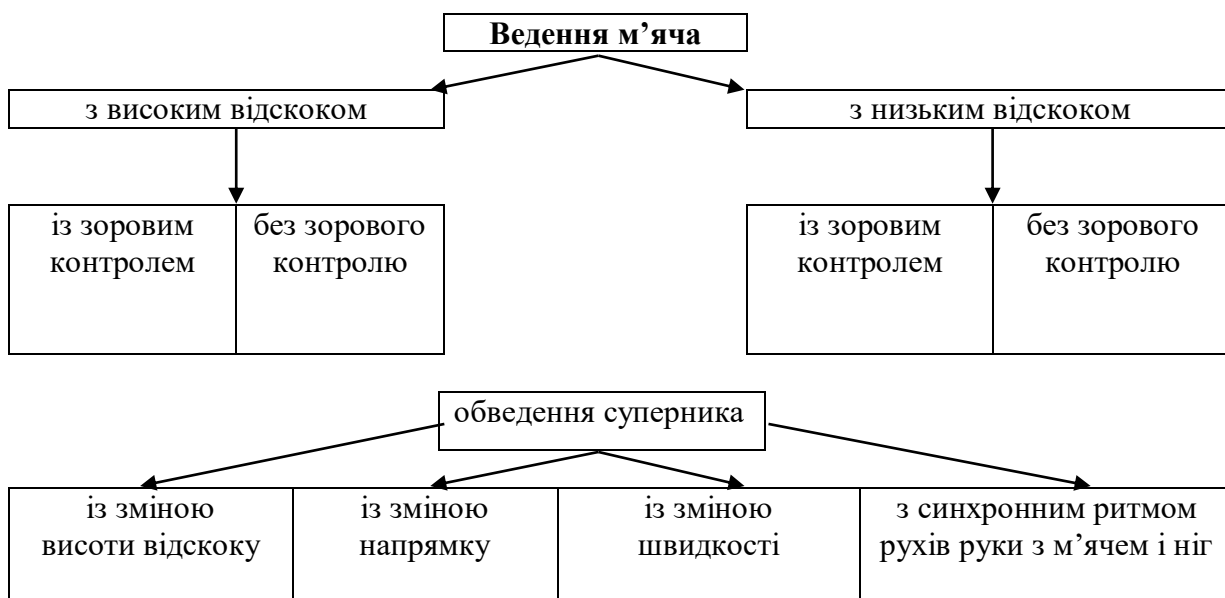 Ведення м’яча
з високим відскоком
з низьким відскоком
із зоровим
контролем
без зорового
контролю
із зоровим
контролем
без зорового
контролю
обведення суперника
із зміною
висоти відскоку
із зміною
напрямку
із зміною
швидкості
з синхронним ритмом
рухів руки з м’ячем і ніг